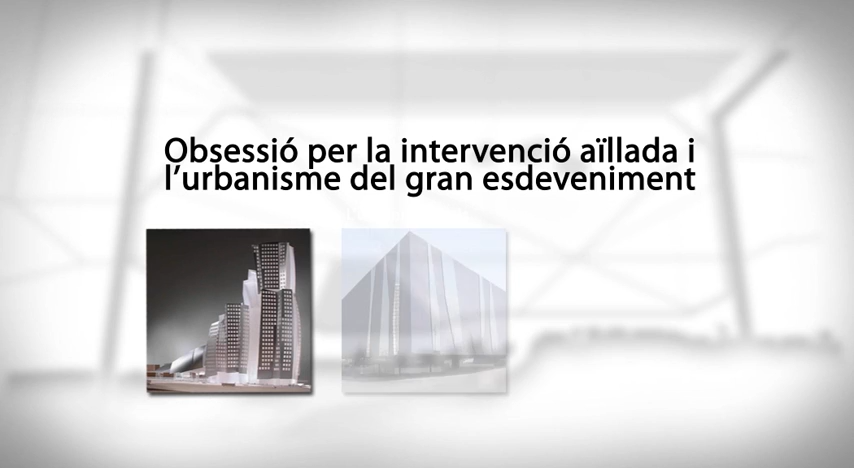 Obsessió per la intervenció aïllada i
l’urbanisme del gran esdeveniment